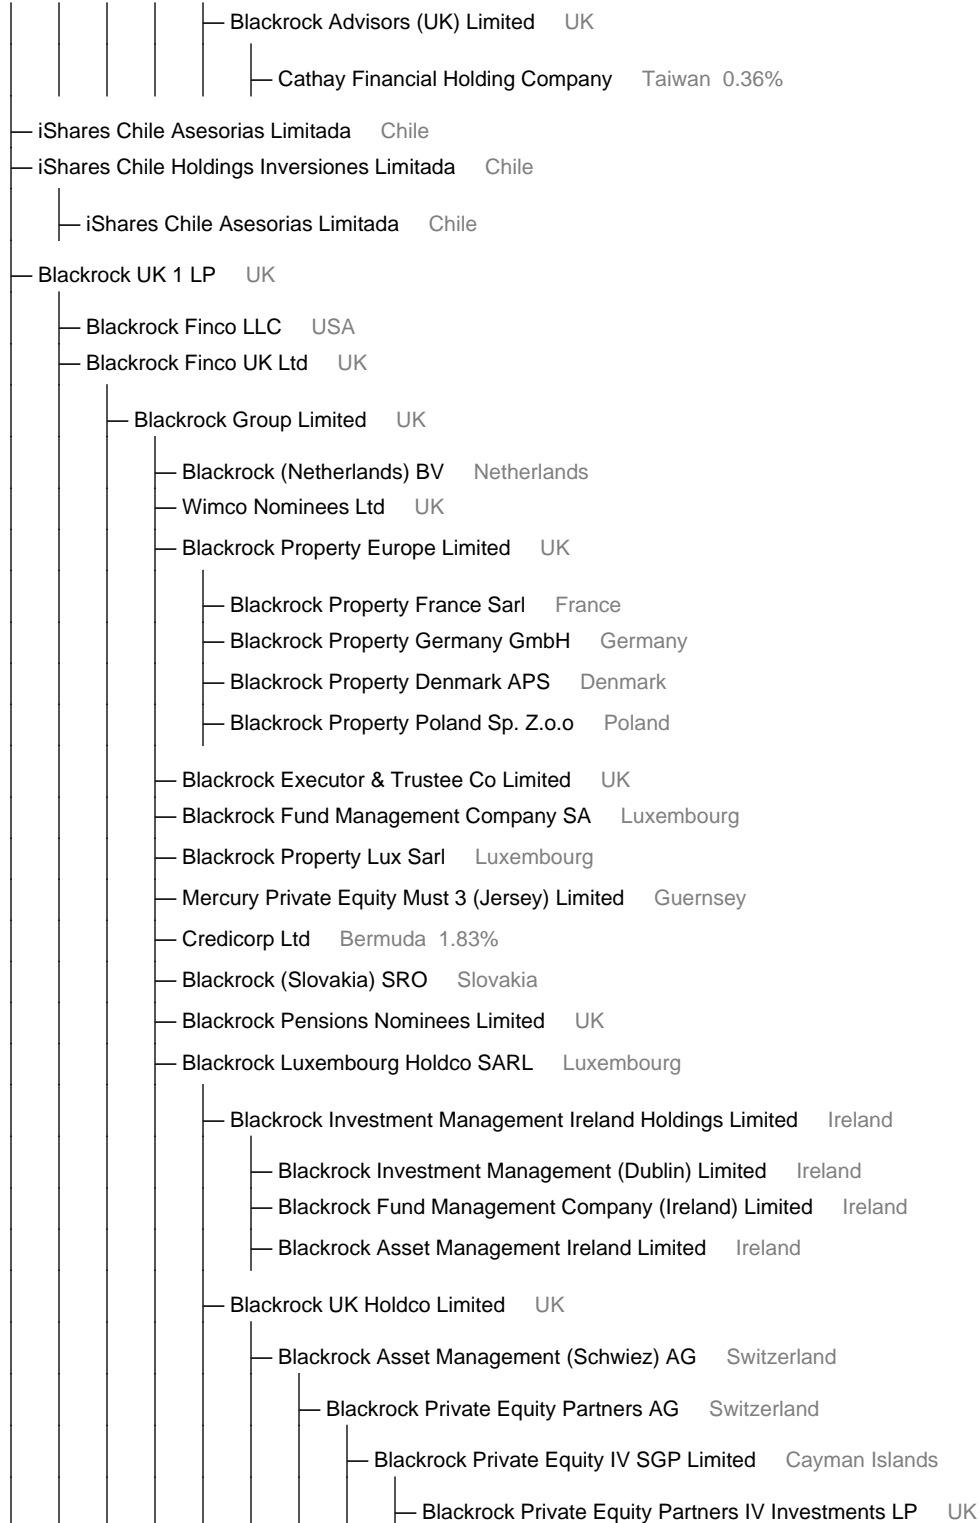 Blackrock Advisors (UK) Limited UK
Cathay Financial Holding Company Taiwan 0.36%
iShares Chile Asesorias Limitada Chile
iShares Chile Holdings Inversiones Limitada Chile
iShares Chile Asesorias Limitada Chile
Blackrock UK 1 LP UK
Blackrock Finco LLC USA
Blackrock Finco UK Ltd UK
Blackrock Group Limited UK
Blackrock (Netherlands) BV Netherlands
Wimco Nominees Ltd UK
Blackrock Property Europe Limited UK
Blackrock Property France Sarl France
Blackrock Property Germany GmbH Germany
Blackrock Property Denmark APS Denmark
Blackrock Property Poland Sp. Z.o.o Poland
Blackrock Executor & Trustee Co Limited UK
Blackrock Fund Management Company SA Luxembourg
Blackrock Property Lux Sarl Luxembourg
Mercury Private Equity Must 3 (Jersey) Limited Guernsey
Credicorp Ltd Bermuda 1.83%
Blackrock (Slovakia) SRO Slovakia
Blackrock Pensions Nominees Limited UK
Blackrock Luxembourg Holdco SARL Luxembourg
Blackrock Investment Management Ireland Holdings Limited Ireland
Blackrock Investment Management (Dublin) Limited Ireland
Blackrock Fund Management Company (Ireland) Limited Ireland
Blackrock Asset Management Ireland Limited Ireland
Blackrock UK Holdco Limited UK
Blackrock Asset Management (Schwiez) AG Switzerland
Blackrock Private Equity Partners AG Switzerland
Blackrock Private Equity IV SGP Limited Cayman Islands
Blackrock Private Equity Partners IV Investments LP UK